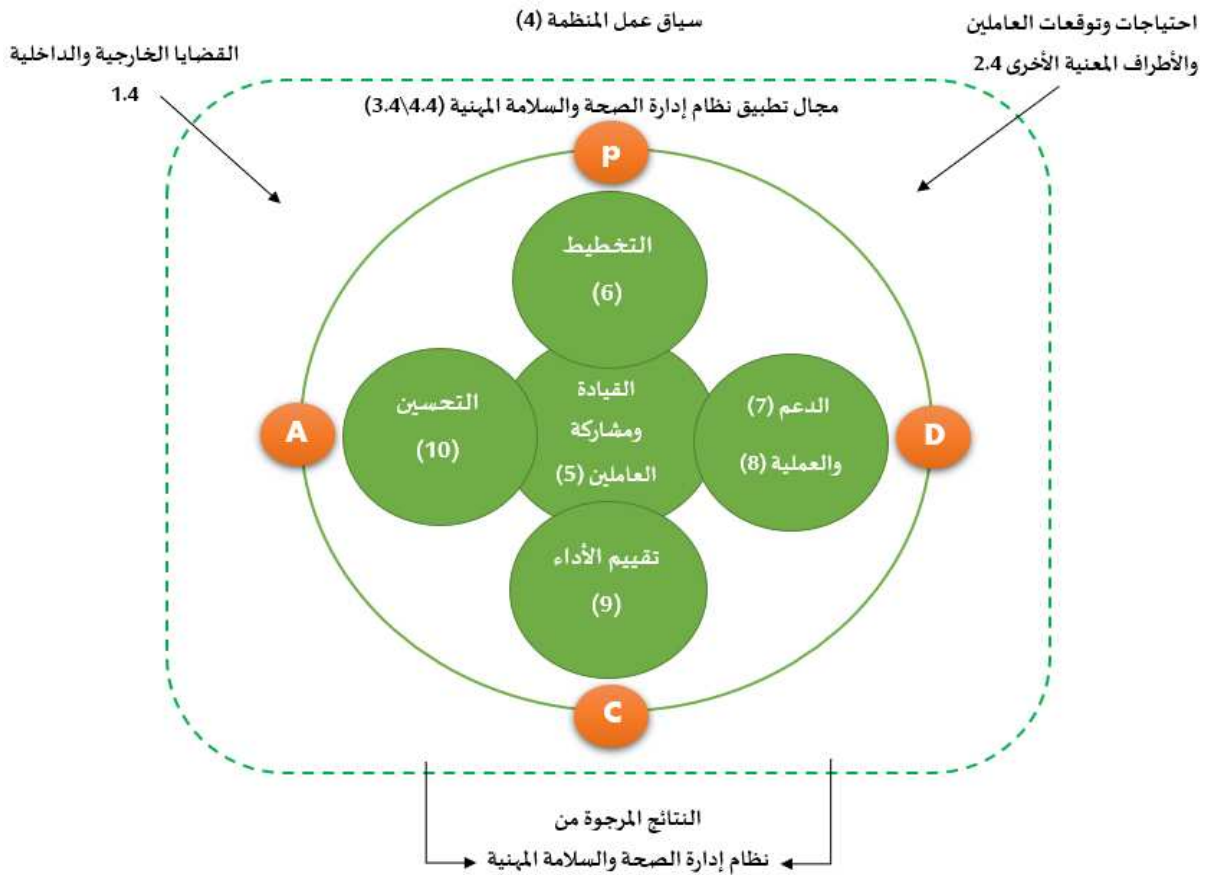 سياق عمل المنظمة (4)
احتياجات وتوقعات العاملين
والأطراف المعنية الأخرى 2.4
القضايا الخارجية والداخلية
1.4
مجال تطبيق نظام إدارة الصحة والسلامة المهنية (4.4\3.4)
p
التخطيط
(6)
القيادة
ومشاركة
العاملين (5)
الدعم (7)
والعملية (8)
D
التحسين
(10)
A
تقييم الأداء
(9)
C
النتائج المرجوة من
نظام إدارة الصحة والسلامة المهنية